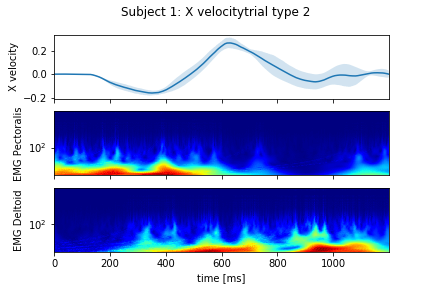 Subject 1: X velocitytrial type 2
X velocity
0.2
0.0
−0.2
EMG Pectoralis
10²
EMG Deltoid
10²
0 200 400 600 800 1000
time [ms]